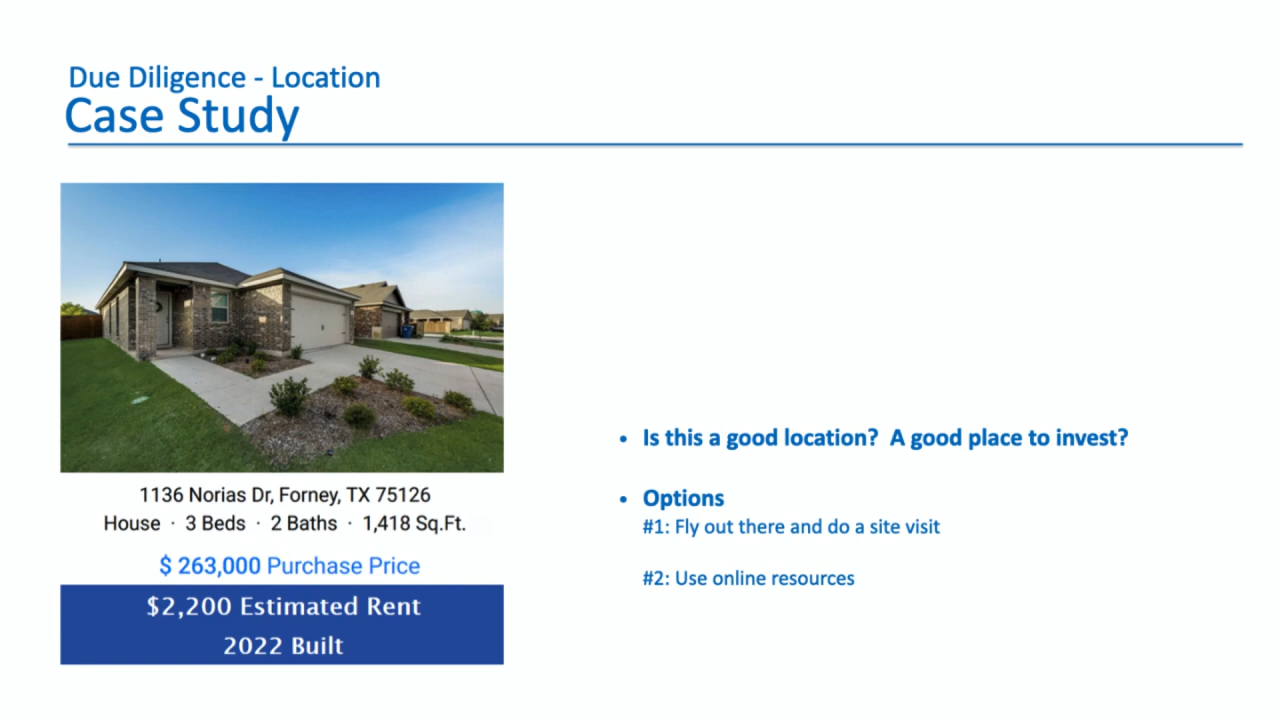 Due Diligence - Location
Case Study
1136 Norias Dr, Forney, TX 75126
House · 3 Beds · 2 Baths · 1,418 Sq.Ft.
$ 263,000 Purchase Price
$2,200 Estimated Rent
2022 Built
• Is this a good location? A good place to invest?
• Options
#1: Fly out there and do a site visit
#2: Use online resources